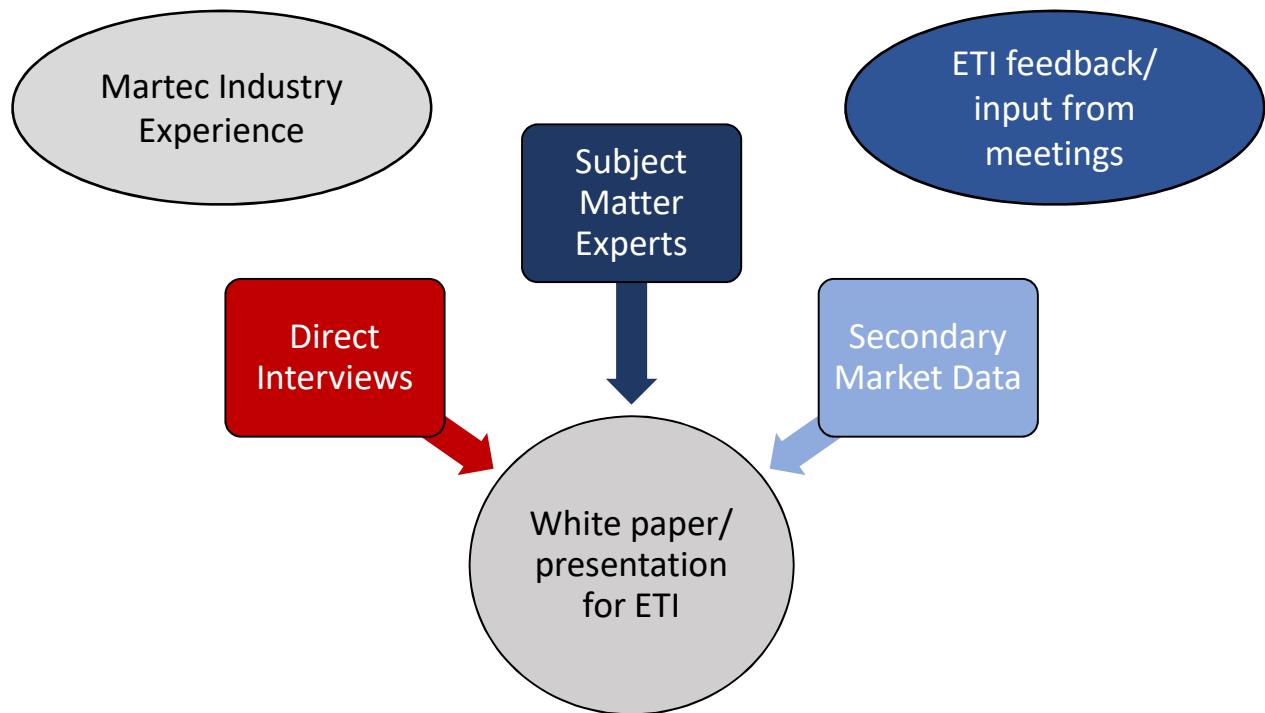 Martec Industry
Experience
ETI feedback/
input from
meetings
Subject
Matter
Experts
Direct
Interviews
Secondary
Market Data
White paper/
presentation
for ETI